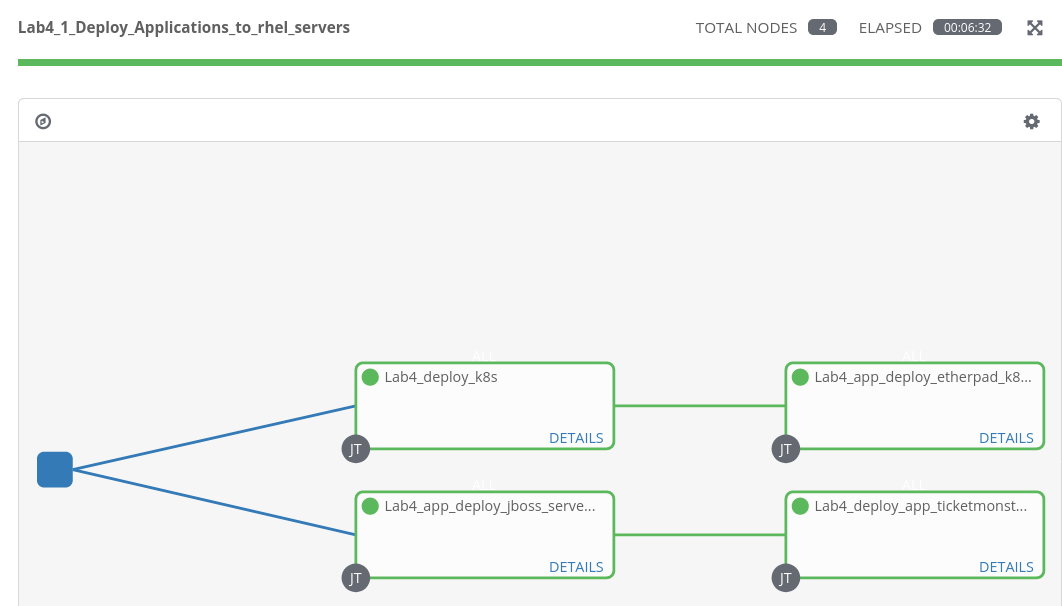 Lab4_1_Deploy_Applications_to_rhel_servers
TOTAL NODES 4 ELAPSED 00:06:32
ALL ALL
Lab4_deploy_k8s Lab4_app_deploy_etherpad_k8...
DETAILS DETAILS
JT JT
ALL ALL
Lab4_app_deploy_jboss_serve... Lab4_deploy_app_ticketmonst...
DETAILS DETAILS
JT JT